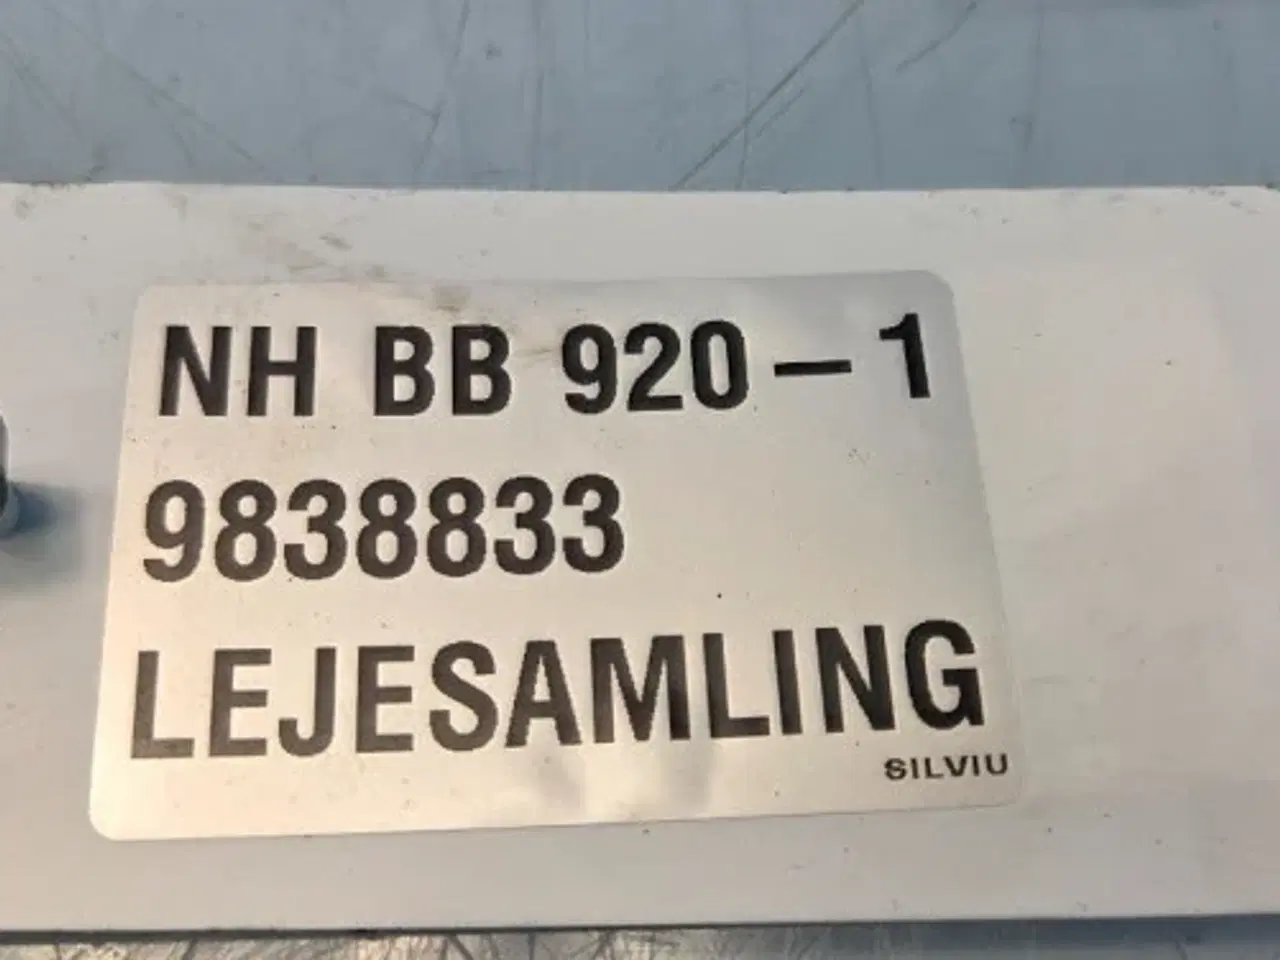 NH BB 920-1
9838833
LEJESAMLING
SILVIU